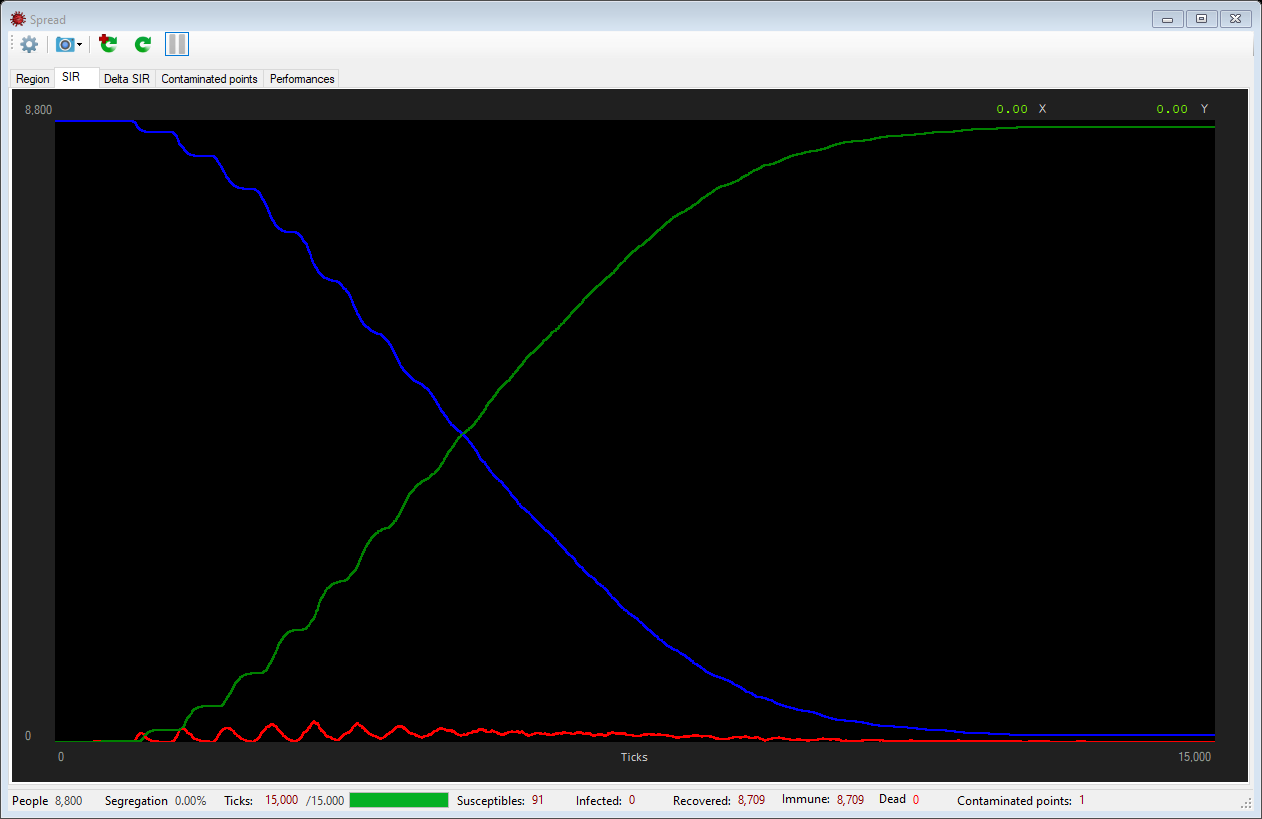 Spread
Region SIR Delta SIR Contaminated points Performances
8,800 0.00 X 0.00 Y
0
0 Ticks 15,000
People 8,800 Segregation 0.00% Ticks: 15,000 /15.000 Susceptibles: 91 Infected: 0 Recovered: 8,709 Immune: 8,709 Dead 0 Contaminated points: 1